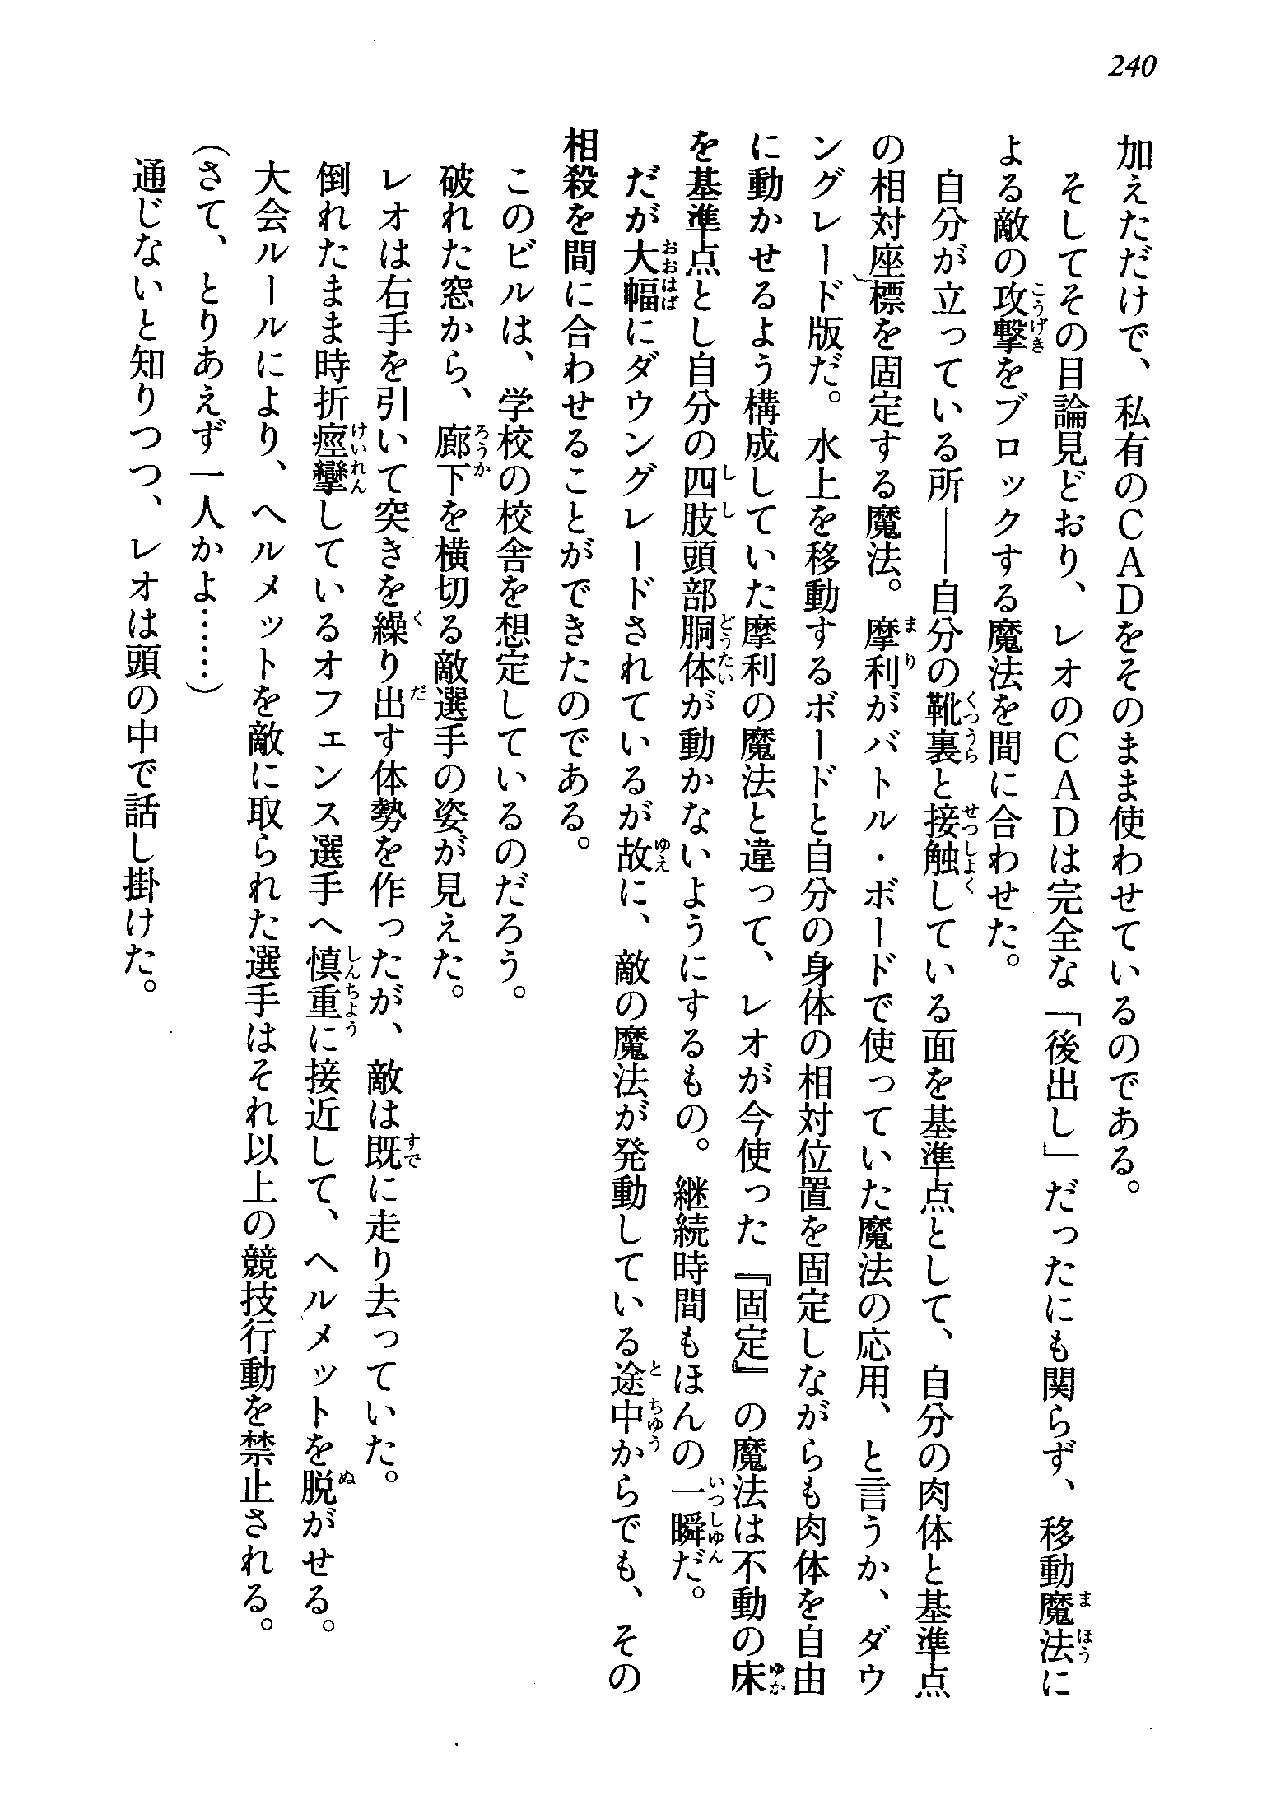 240
加えただけで、私有のCADをそのまま使わせているのである。
そしてその目論見どおり、レオのCADは完全な「後出し」だったにも関らず、移動魔法に
よる敵の攻撃をブロックする魔法を間に合わせた。
自分が立っている所――自分の靴裏と接触している面を基準点として、自分の肉体と基準点
の相対座標を固定する魔法。摩利がバトル・ボードで使っていた魔法の応用、と言うか、ダウ
ングレード版だ。水上を移動するボードと自分の身体の相対位置を固定しながらも肉体を自由
に動かせるよう構成していた摩利の魔法と違って、レオが今使った『固定』の魔法は不動の床
を基準点とし自分の四肢頭部胴体が動かないようにするもの。継続時間もほんの一瞬だ。
だが大幅にダウングレードされているが故に、敵の魔法が発動している途中からでも、その
相殺を間に合わせることができたのである。
このビルは、学校の校舎を想定しているのだろう。
破れた窓から、廊下を横切る敵選手の姿が見えた。
レオは右手を引いて突きを繰り出す体勢を作ったが、敵は既に走り去っていた。
倒れたまま時折痙攣しているオフェンス選手へ慎重に接近して、ヘルメットを脱がせる。
大会ルールにより、ヘルメットを敵に取られた選手はそれ以上の競技行動を禁止される。
(さて、とりあえず一人かよ……)
通じないと知りつつ、レオは頭の中で話し掛けた。